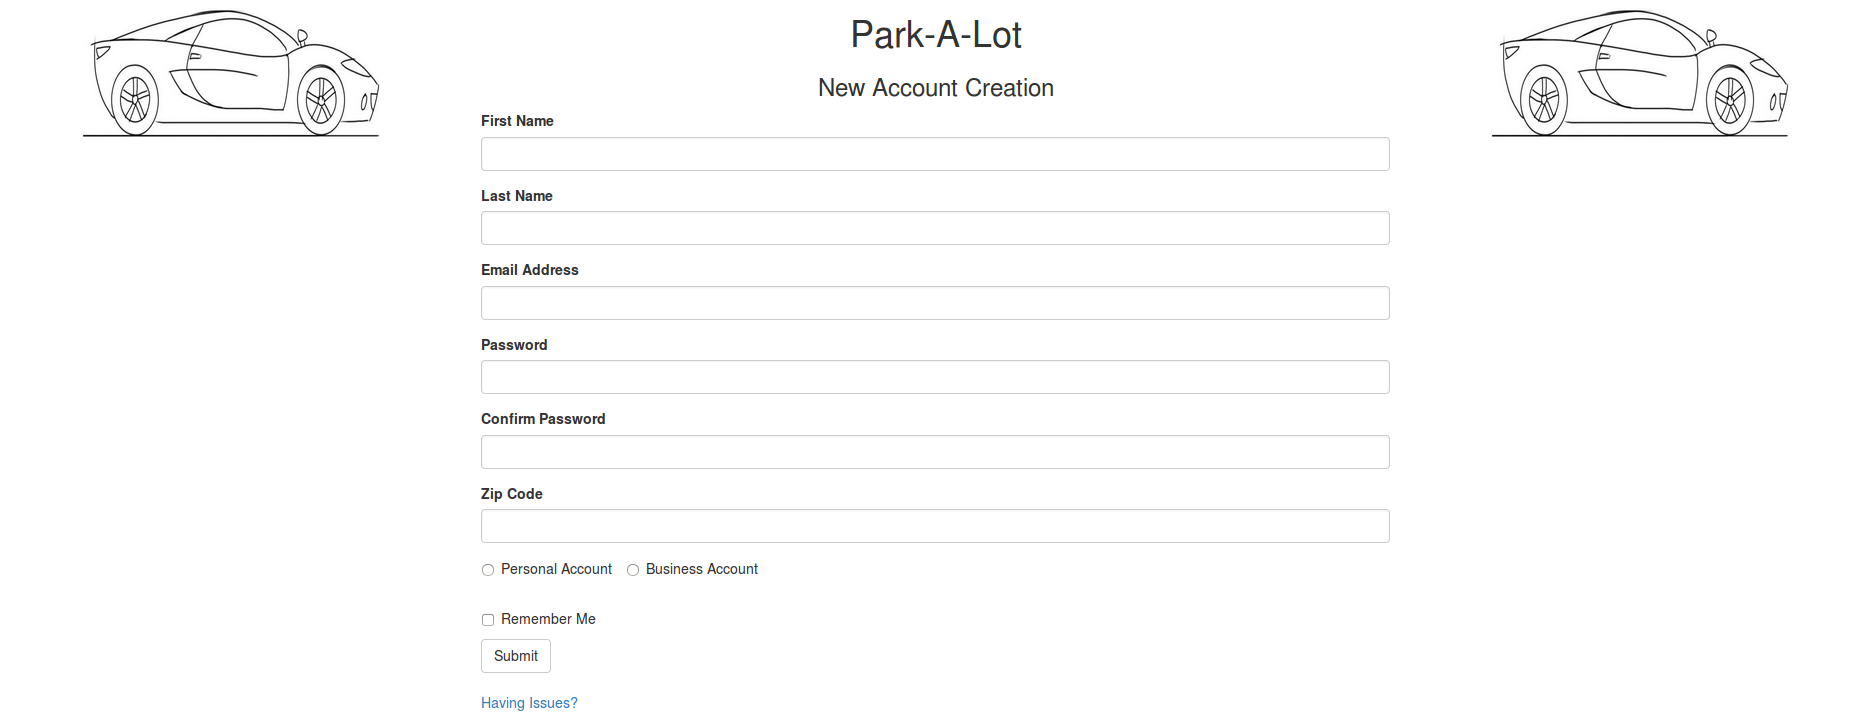 Park-A-Lot
New Account Creation
First Name
Last Name
Email Address
Password
Confirm Password
Zip Code
Personal Account Business Account
Remember Me
Submit
Having Issues?